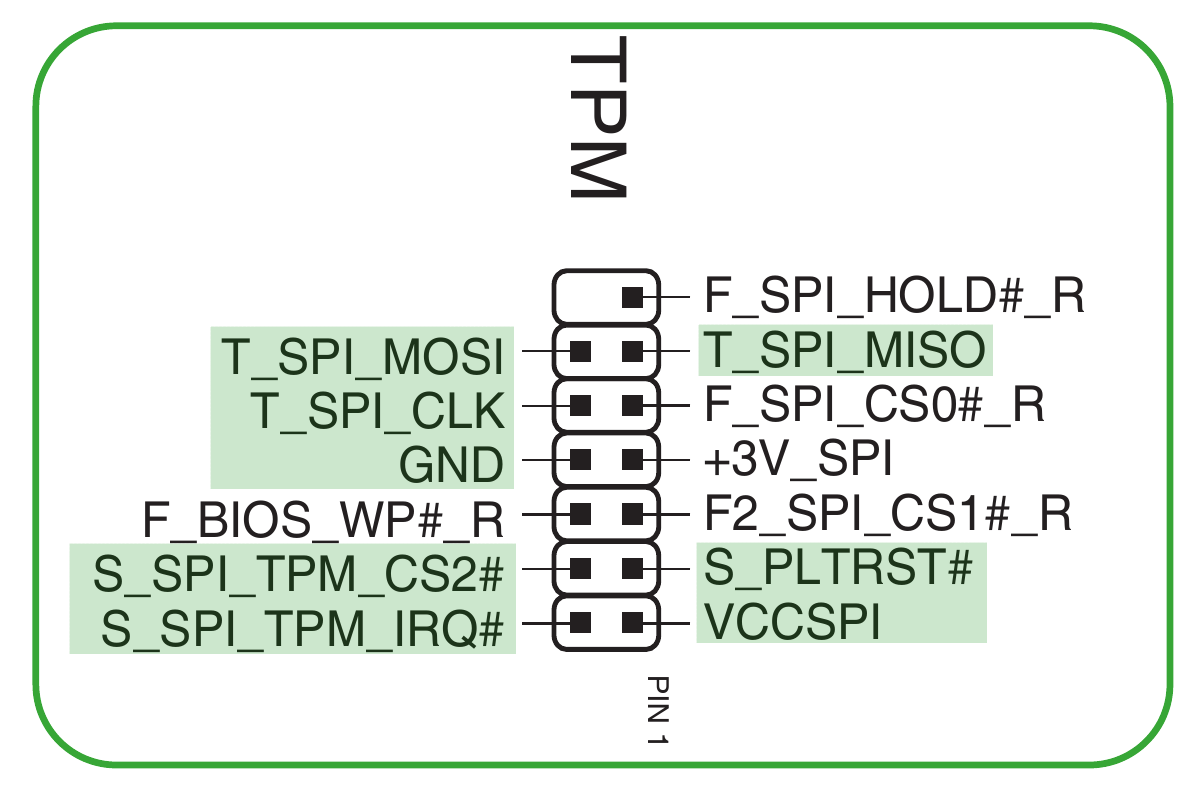 TPM
F_SPI_HOLD#_R
T_SPI_MOSI T_SPI_MISO
T_SPI_CLK F_SPI_CS0#_R
GND +3V_SPI
F_BIOS_WP#_R F2_SPI_CS1#_R
S_SPI_TPM_CS2# S_PLTRST#
S_SPI_TPM_IRQ# VCCSPI
PIN 1